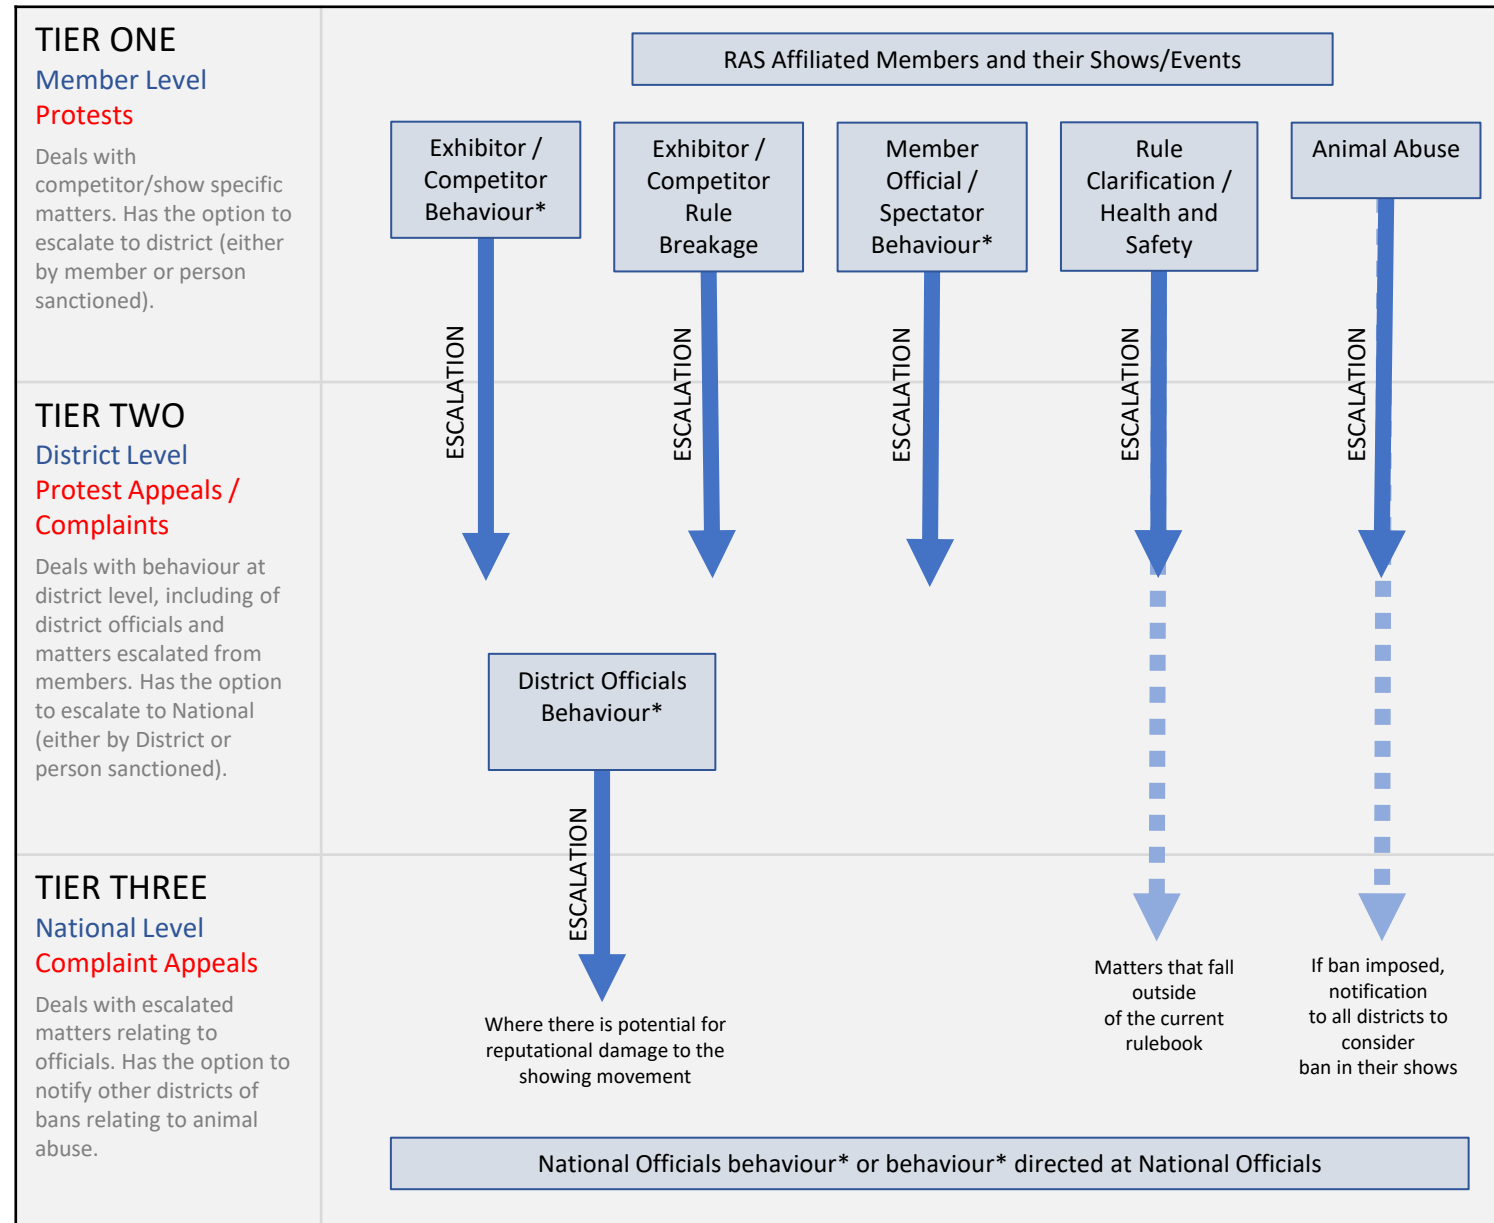 TIER ONE
Member Level
Protests
Deals with
competitor/show specific
matters. Has the option to
escalate to district (either
by member or person
sanctioned).
RAS Affiliated Members and their Shows/Events
Exhibitor /
Competitor
Behaviour*
Exhibitor /
Competitor
Rule
Breakage
Member
Official /
Spectator
Behaviour*
Rule
Clarification /
Health and
Safety
Animal Abuse
ESCALATION
ESCALATION
ESCALATION
ESCALATION
ESCALATION
TIER TWO
District Level
Protest Appeals /
Complaints
Deals with behaviour at
district level, including of
district officials and
matters escalated from
members. Has the option
to escalate to National
(either by District or
person sanctioned).
District Officials
Behaviour*
ESCALATION
TIER THREE
National Level
Complaint Appeals
Deals with escalated
matters relating to
officials. Has the option to
notify other districts of
bans relating to animal
abuse.
Where there is potential for
reputational damage to the
showing movement
Matters that fall
outside
of the current
rulebook
If ban imposed,
notification
to all districts to
consider
ban in their shows
National Officials behaviour* or behaviour* directed at National Officials